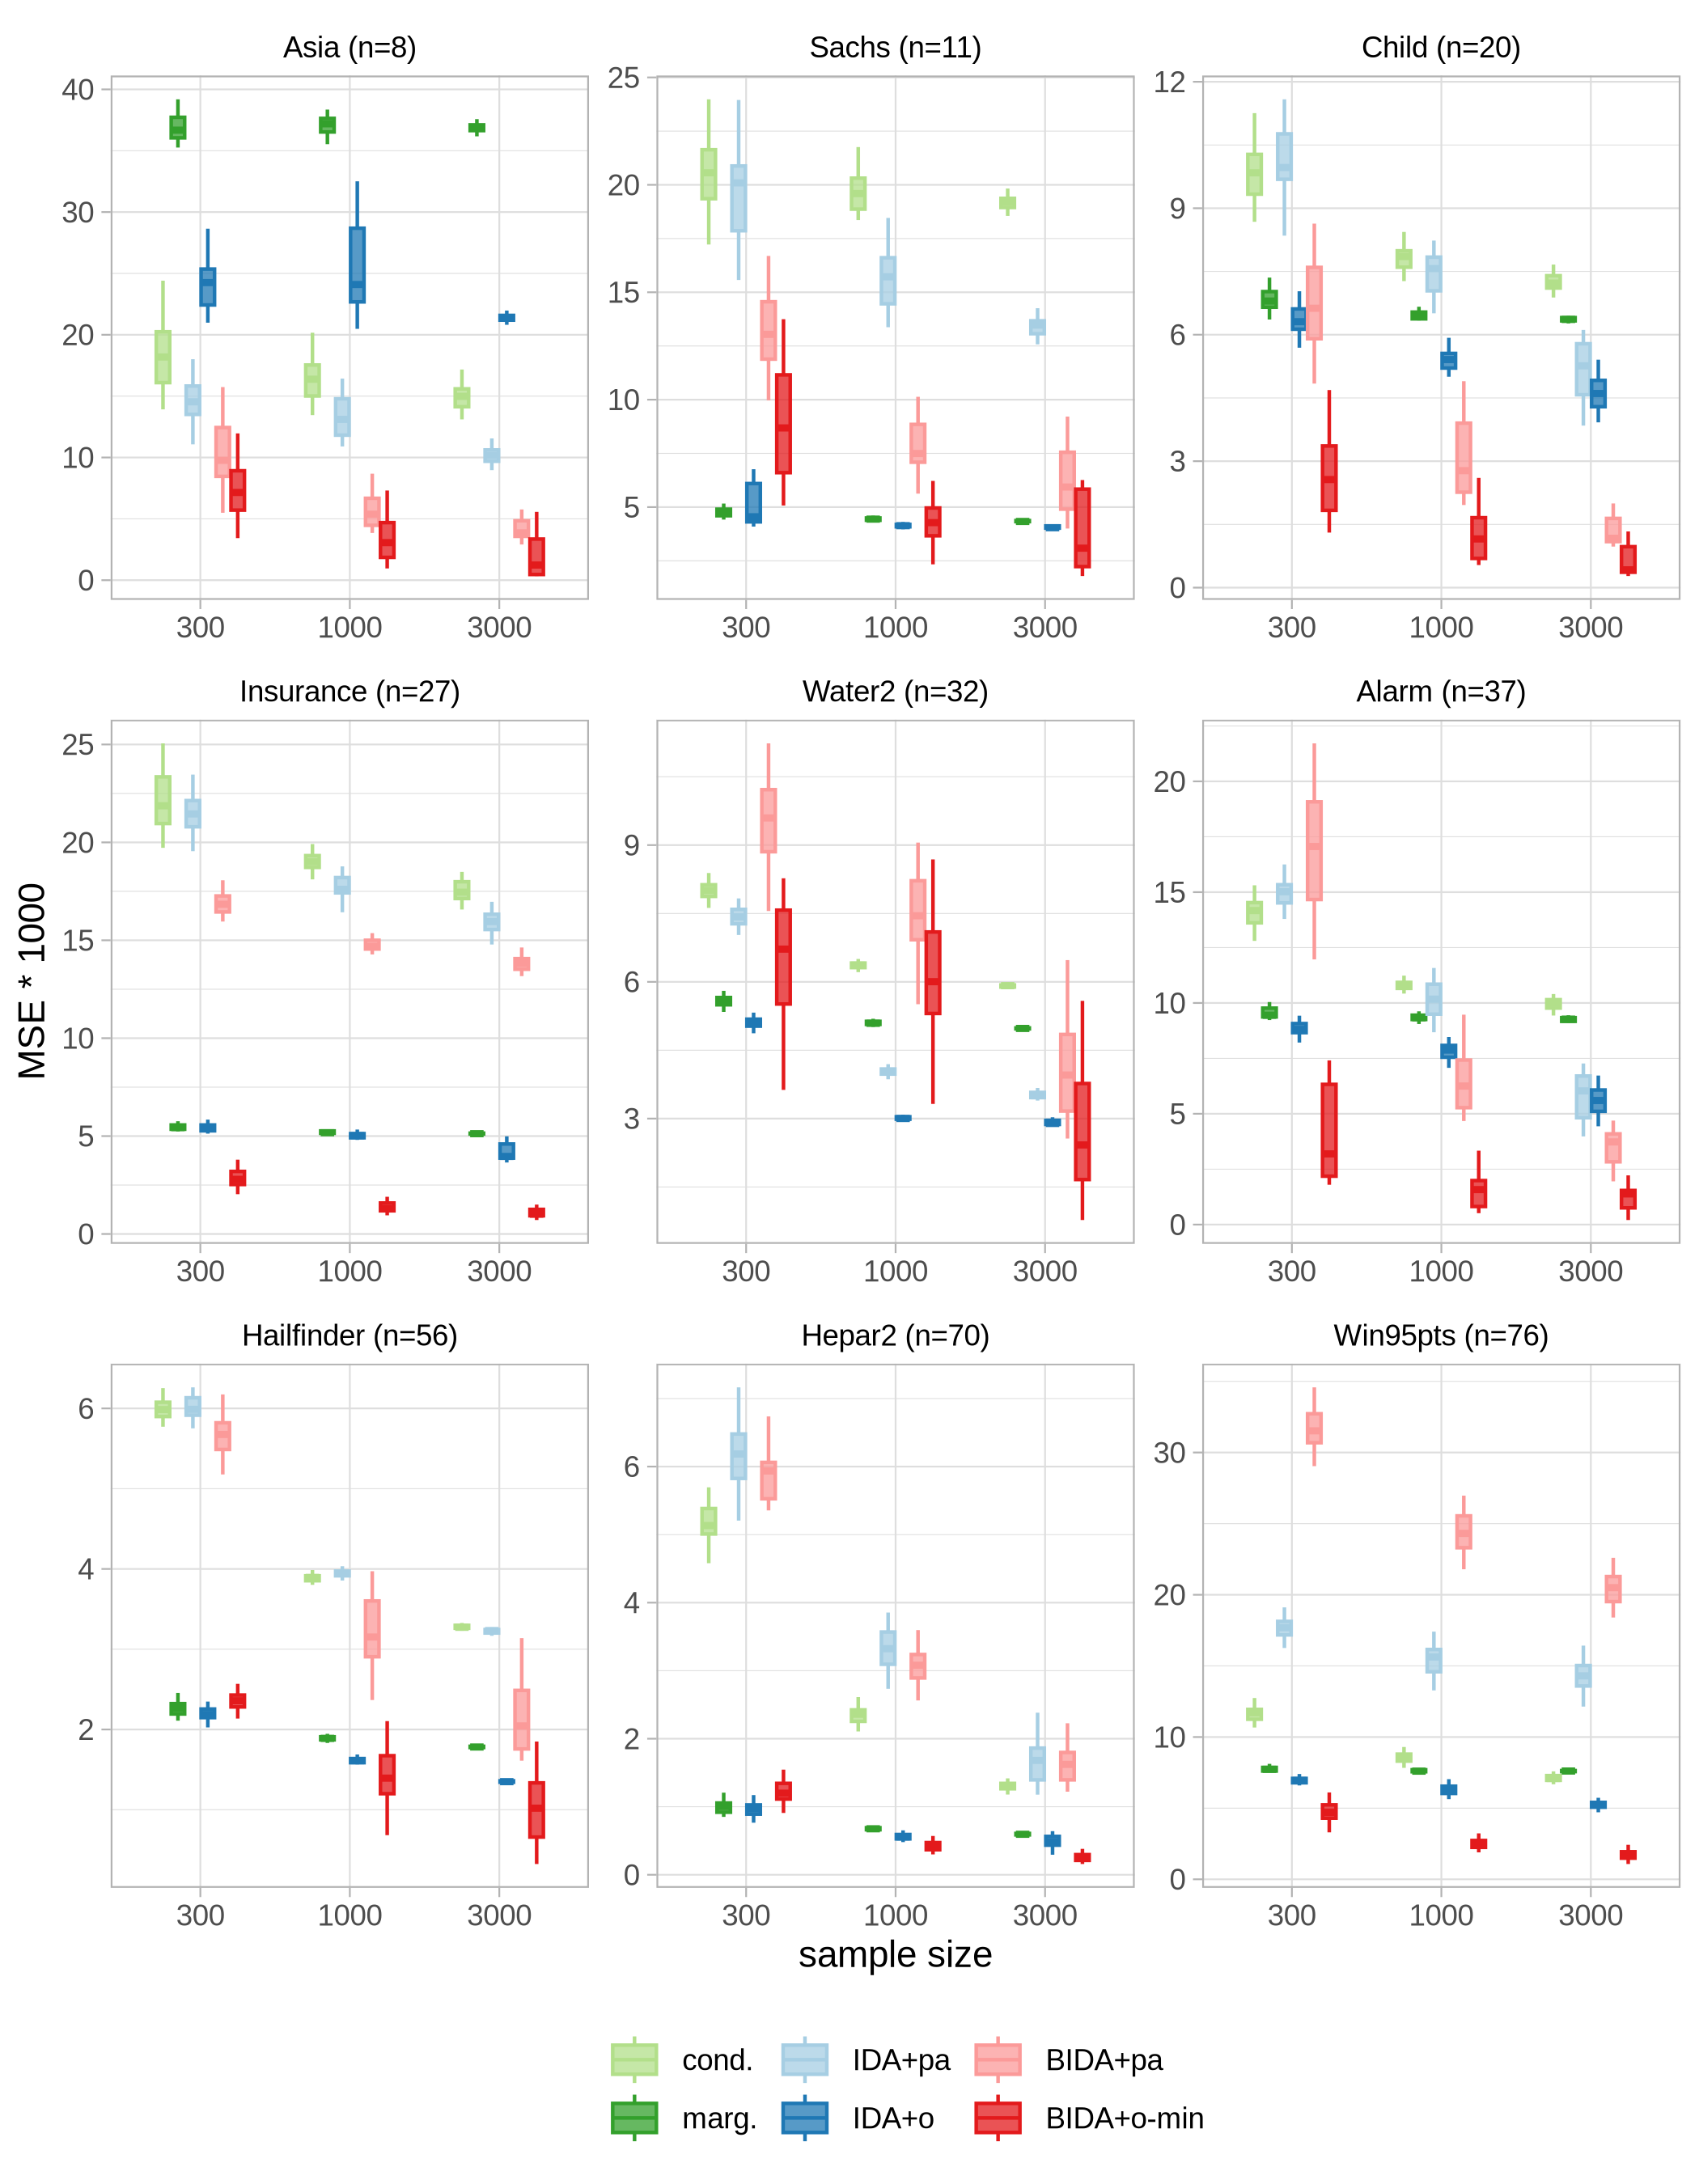 Asia (n=8)
Sachs (n=11)
Child (n=20)
40
30
20
10
0
300 1000 3000
25
20
15
10
5
300 1000 3000
12
9
6
3
0
300 1000 3000
Insurance (n=27)
Water2 (n=32)
Alarm (n=37)
MSE * 1000
25
20
15
10
5
0
300 1000 3000
9
6
3
300 1000 3000
20
15
10
5
0
300 1000 3000
Hailfinder (n=56)
Hepar2 (n=70)
Win95pts (n=76)
6
4
2
300 1000 3000
6
4
2
0
300 1000 3000
30
20
10
0
300 1000 3000
sample size
cond. IDA+pa BIDA+pa
marg. IDA+o BIDA+o-min